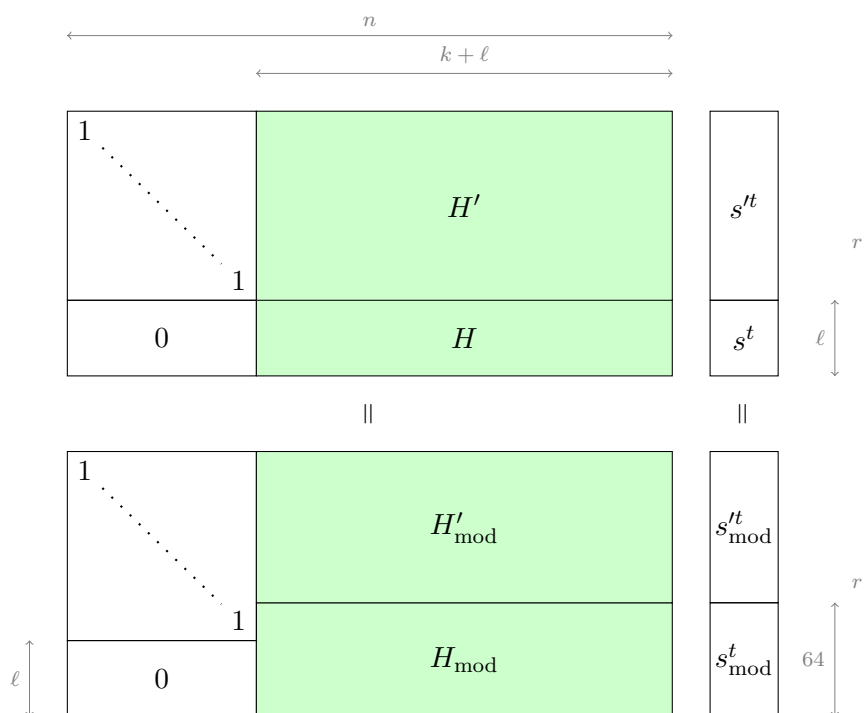 n
k + ℓ
1
H′ s′ᵗ
r
1
0 H sᵗ ℓ
|| ||
1
H′mod s′ᵗmod
r
1
0 Hmod sᵗmod 64
ℓ